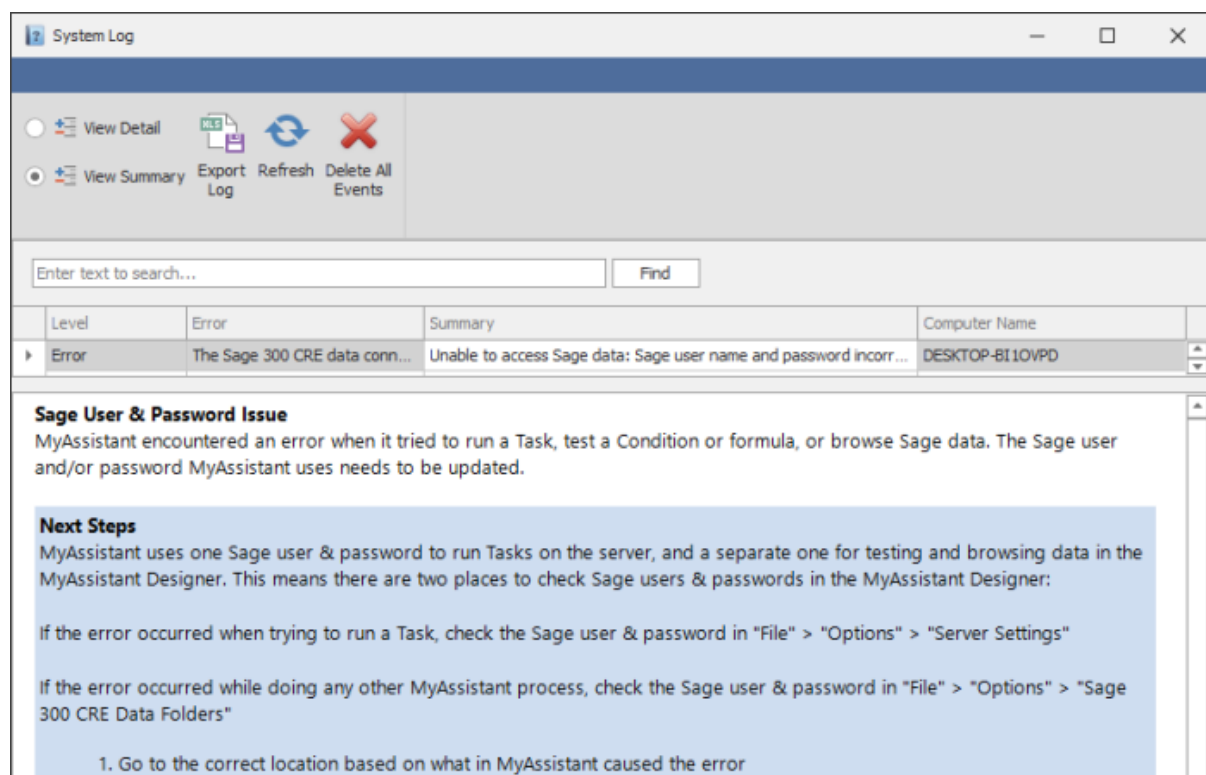 System Log
View Detail
View Summary
Export Log
Refresh
Delete All Events
Enter text to search...
Find
Level Error Summary Computer Name
Error The Sage 300 CRE data conn... Unable to access Sage data: Sage user name and password incorr... DESKTOP-BI1OVPD
Sage User & Password Issue
MyAssistant encountered an error when it tried to run a Task, test a Condition or formula, or browse Sage data. The Sage user
and/or password MyAssistant uses needs to be updated.
Next Steps
MyAssistant uses one Sage user & password to run Tasks on the server, and a separate one for testing and browsing data in the
MyAssistant Designer. This means there are two places to check Sage users & passwords in the MyAssistant Designer:
If the error occurred when trying to run a Task, check the Sage user & password in "File" > "Options" > "Server Settings"
If the error occurred while doing any other MyAssistant process, check the Sage user & password in "File" > "Options" > "Sage
300 CRE Data Folders"
1. Go to the correct location based on what in MyAssistant caused the error